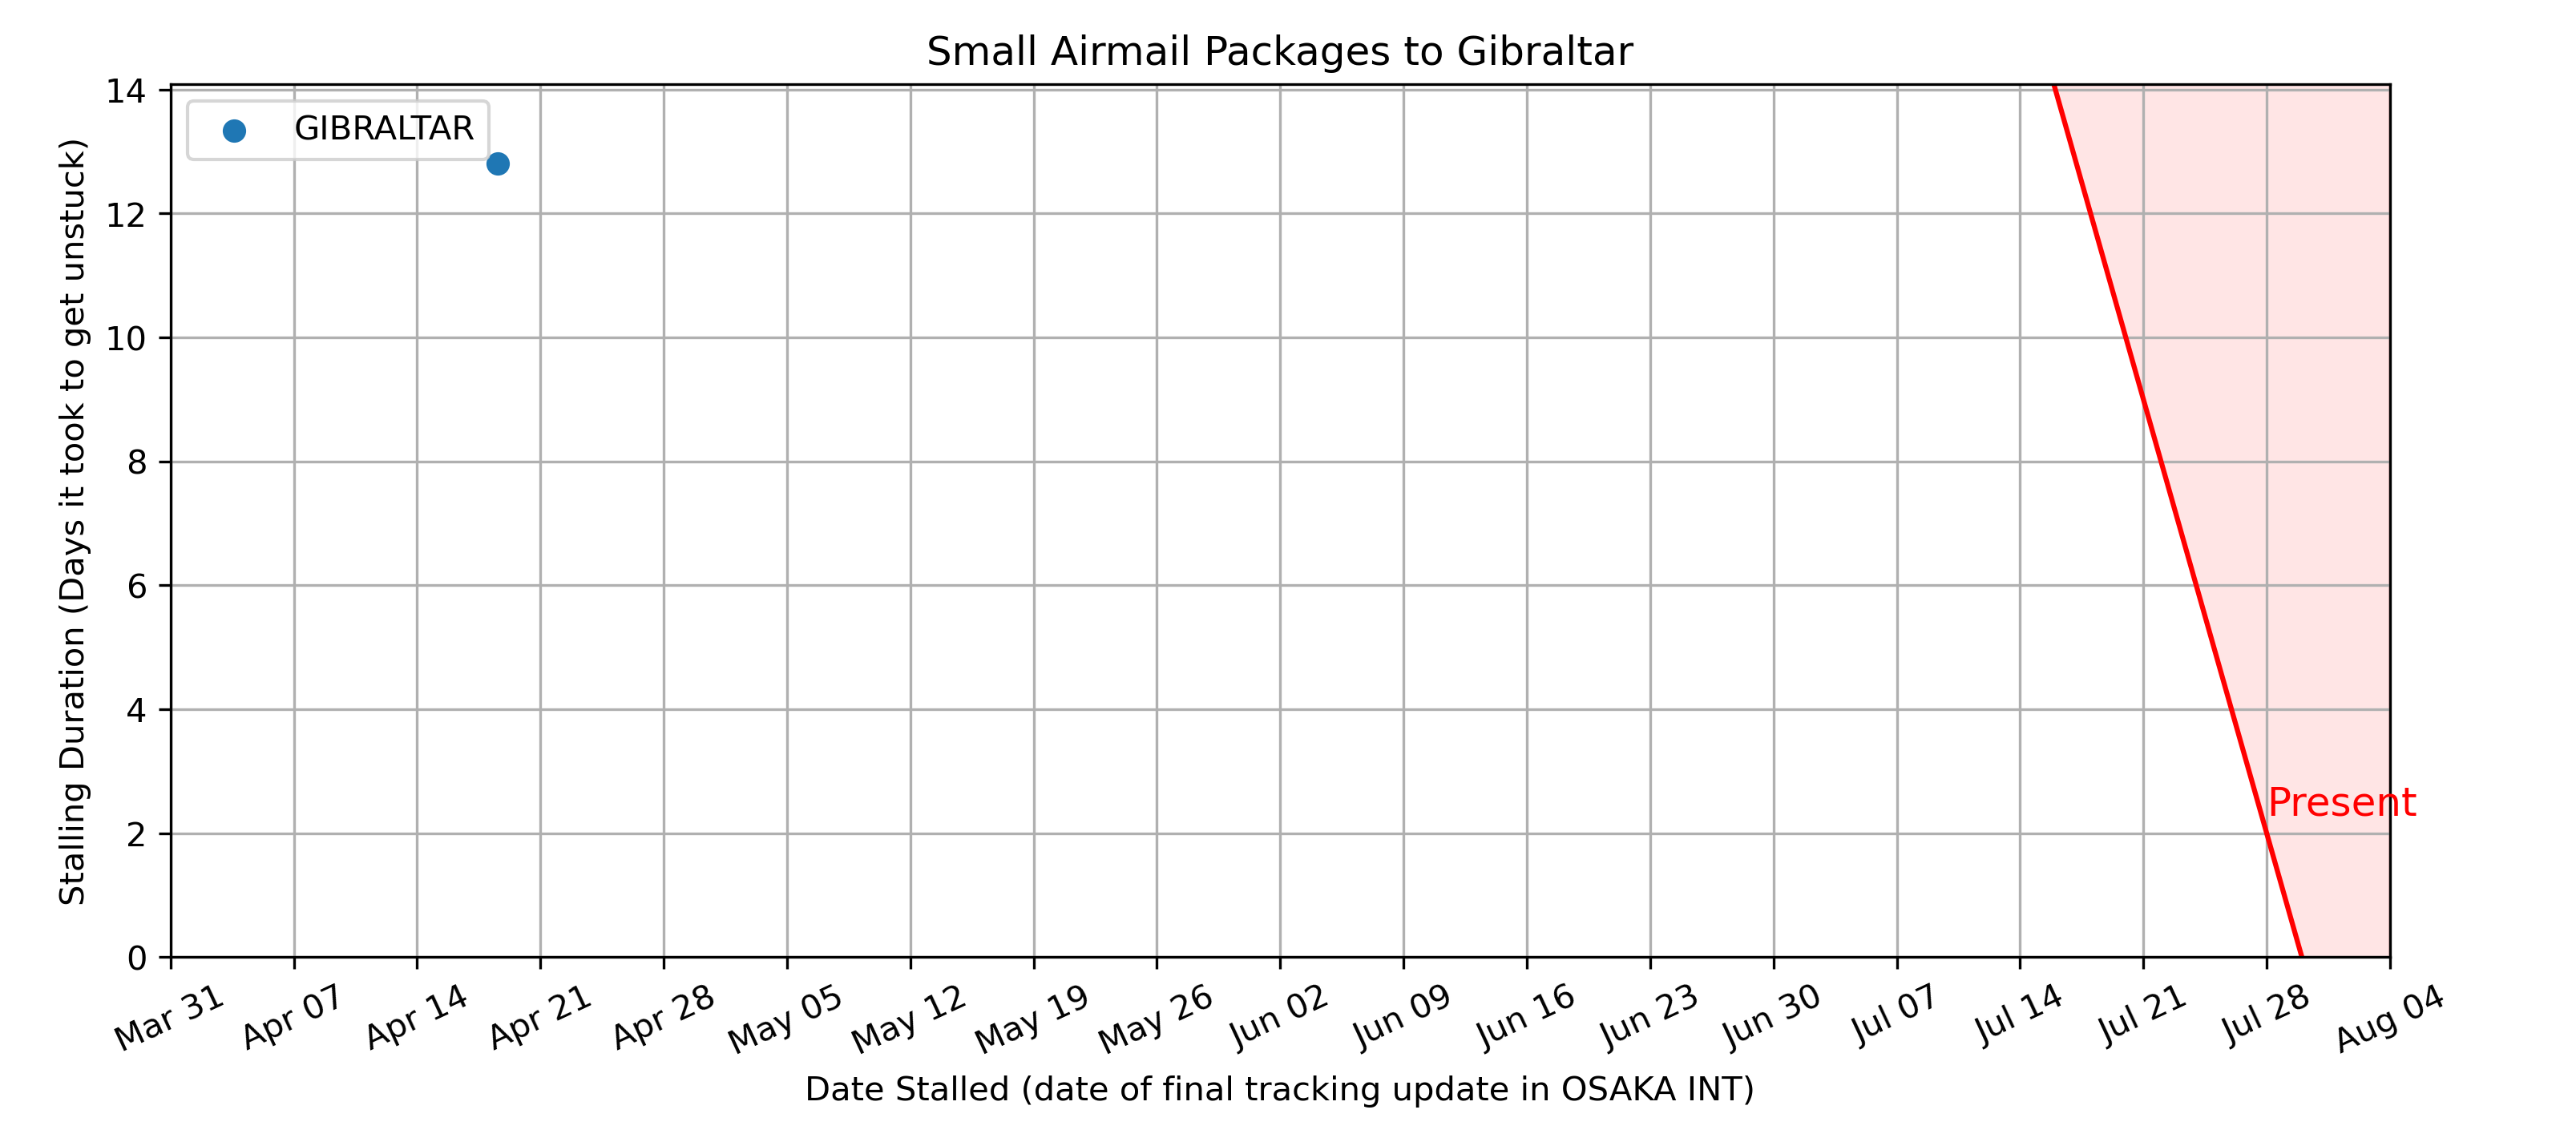 Small Airmail Packages to Gibraltar
GIBRALTAR
Stalling Duration (Days it took to get unstuck)
14
12
10
8
6
4
2
0
Present
Mar 31 Apr 07 Apr 14 Apr 21 Apr 28 May 05 May 12 May 19 May 26 Jun 02 Jun 09 Jun 16 Jun 23 Jun 30 Jul 07 Jul 14 Jul 21 Jul 28 Aug 04
Date Stalled (date of final tracking update in OSAKA INT)